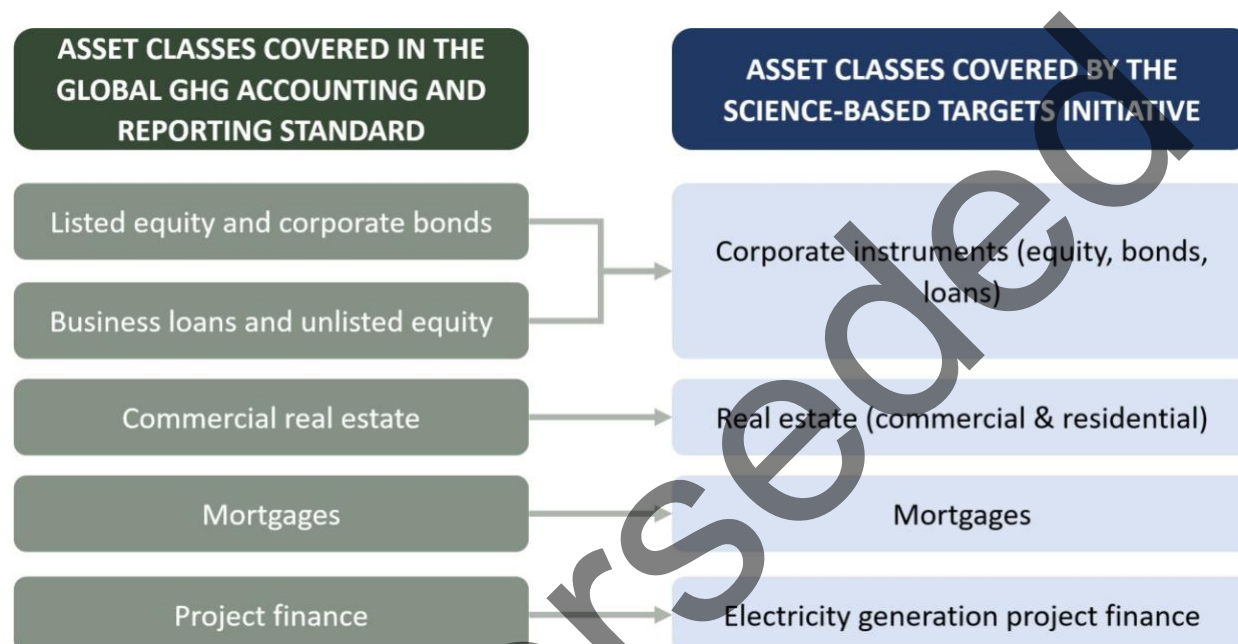 ASSET CLASSES COVERED IN THE
GLOBAL GHG ACCOUNTING AND
REPORTING STANDARD
ASSET CLASSES COVERED BY THE
SCIENCE-BASED TARGETS INITIATIVE
Listed equity and corporate bonds
Business loans and unlisted equity
Corporate instruments (equity, bonds,
loans)
Commercial real estate
Real estate (commercial & residential)
Mortgages
Mortgages
Project finance
Electricity generation project finance